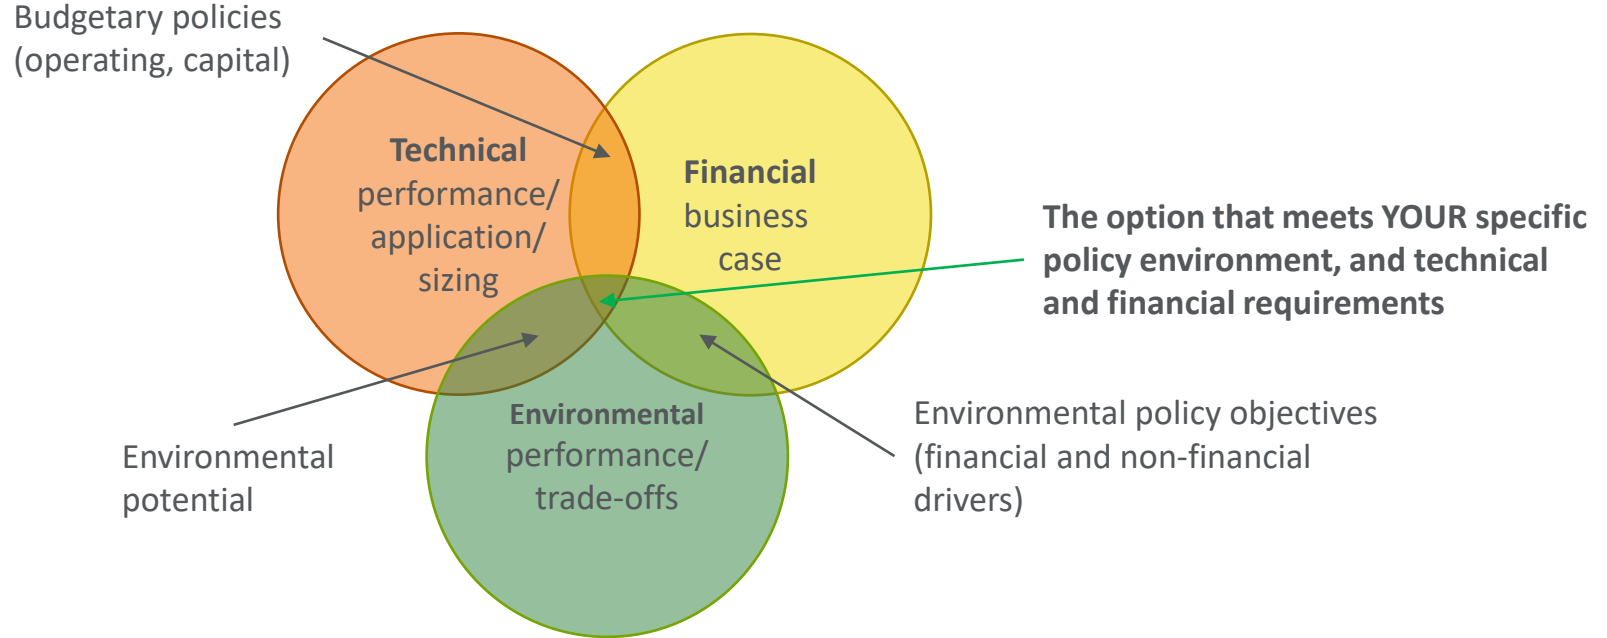 Budgetary policies
(operating, capital)
Technical
performance/
application/
sizing
Financial
business
case
The option that meets YOUR specific
policy environment, and technical
and financial requirements
Environmental
performance/
trade-offs
Environmental
potential
Environmental policy objectives
(financial and non-financial
drivers)